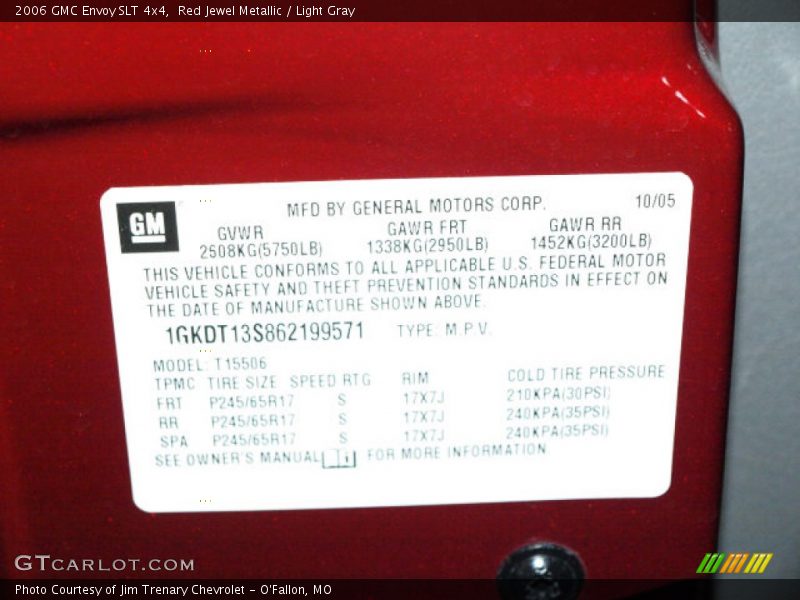 2006 GMC Envoy SLT 4x4,  Red Jewel Metallic / Light Gray
GM
MFD BY GENERAL MOTORS CORP.
10/05
GVWR GAWR FRT GAWR RR
2508KG(5750LB) 1338KG(2950LB) 1452KG(3200LB)
THIS VEHICLE CONFORMS TO ALL APPLICABLE U.S. FEDERAL MOTOR
VEHICLE SAFETY AND THEFT PREVENTION STANDARDS IN EFFECT ON
THE DATE OF MANUFACTURE SHOWN ABOVE.
1GKDT13S862199571 TYPE: M.P.V.
MODEL: T15506
TPMC TIRE SIZE SPEED RTG RIM COLD TIRE PRESSURE
FRT P245/65R17 S 17X7J 210KPA(30PSI)
RR P245/65R17 S 17X7J 240KPA(35PSI)
SPA P245/65R17 S 17X7J 240KPA(35PSI)
SEE OWNER'S MANUAL FOR MORE INFORMATION
GTCARLOT.COM
Photo Courtesy of Jim Trenary Chevrolet - O'Fallon, MO